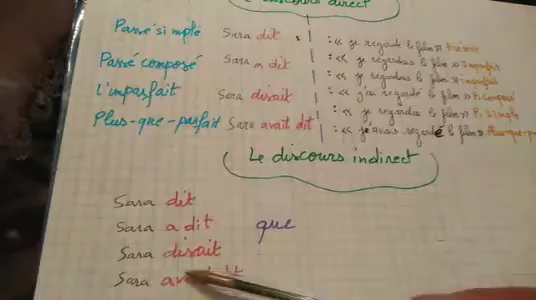 Le discours direct
Passé simple Sara dit : « je regarde le film » Présent
Passé composé Sara a dit : « je regardais le film » Imparfait
L'imparfait Sara disait : « j'ai regardé le film » P. Composé
: « je regardai le film » P. Simple
Plus-que-parfait Sara avait dit : « j'avais regardé le film » Plus-que-p
Le discours indirect
Sara dit
Sara a dit que
Sara disait
Sara